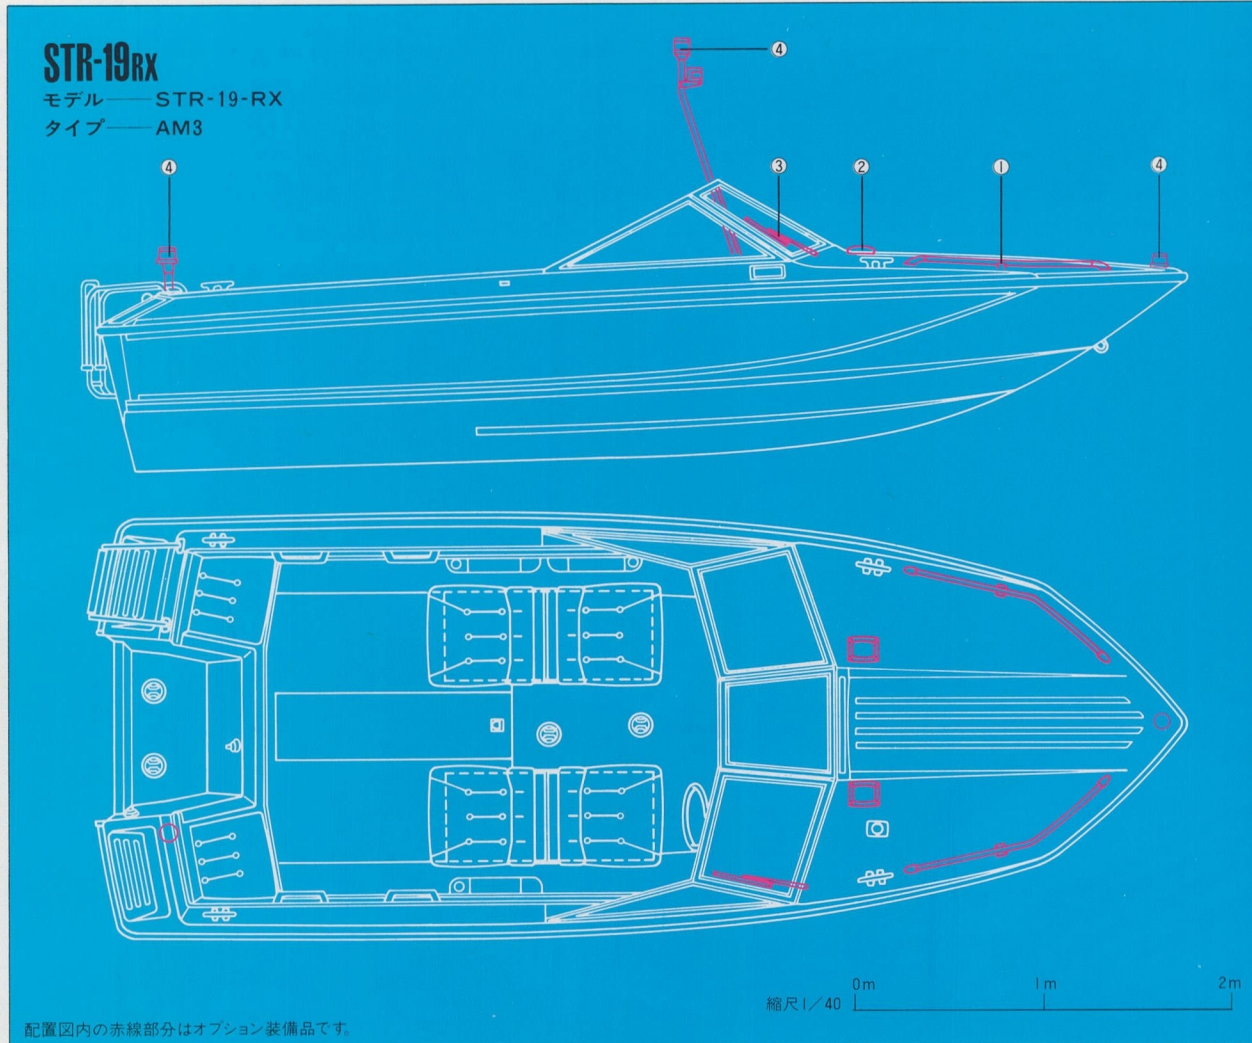 STR-19RX
モデル——STR-19-RX
タイプ——AM3
④
④
③
②
①
④
0m 1m 2m
縮尺1/40
配置図内の赤線部分はオプション装備品です。